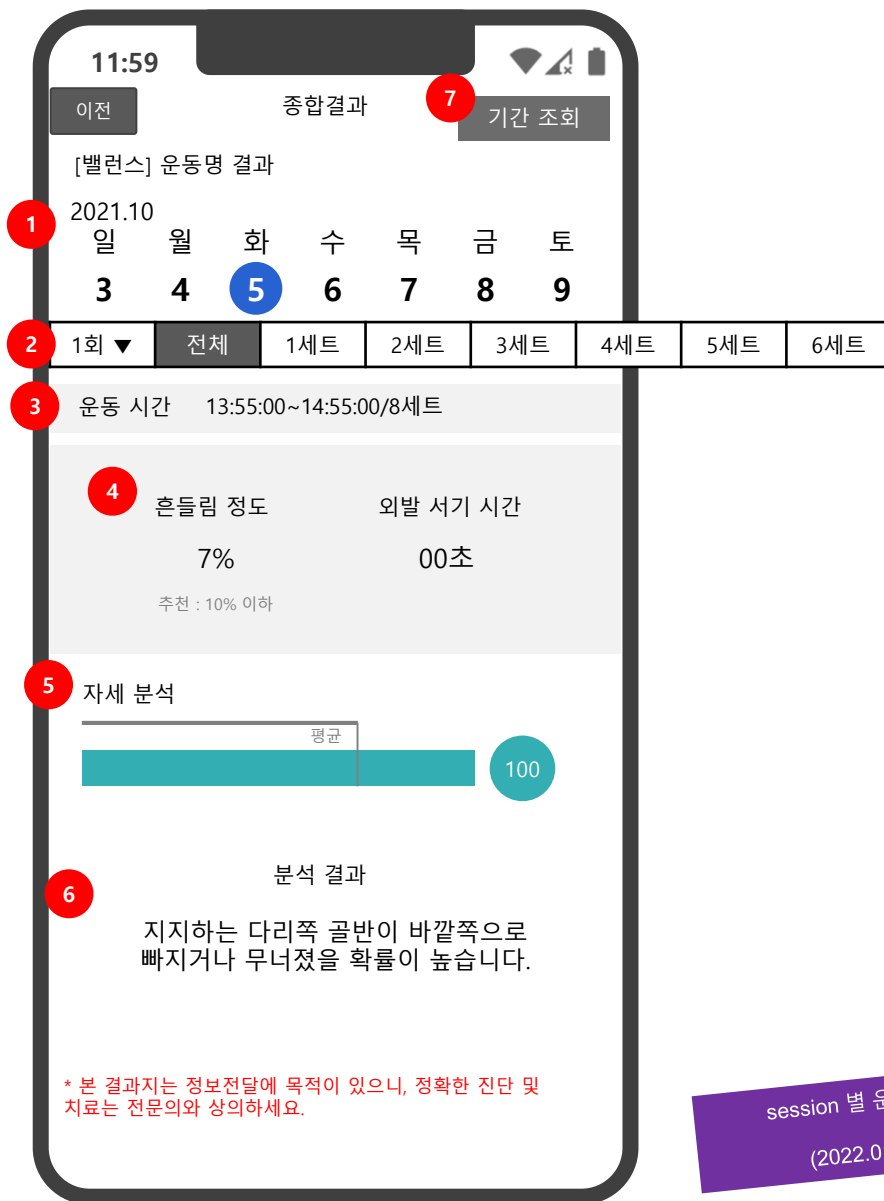 11:59
이전 종합결과 7 기간 조회
[밸런스] 운동명 결과
1 2021.10
일 월 화 수 목 금 토
3 4 5 6 7 8 9
2 1회 ▼ 전체 1세트 2세트 3세트 4세트 5세트 6세트
3 운동 시간 13:55:00~14:55:00/8세트
4 흔들림 정도 외발 서기 시간
7% 00초
추천 : 10% 이하
5 자세 분석
평균
100
6 분석 결과
지지하는 다리쪽 골반이 바깥쪽으로
빠지거나 무너졌을 확률이 높습니다.
* 본 결과지는 정보전달에 목적이 있으니, 정확한 진단 및
치료는 전문의와 상의하세요.
session 별
(2022.0